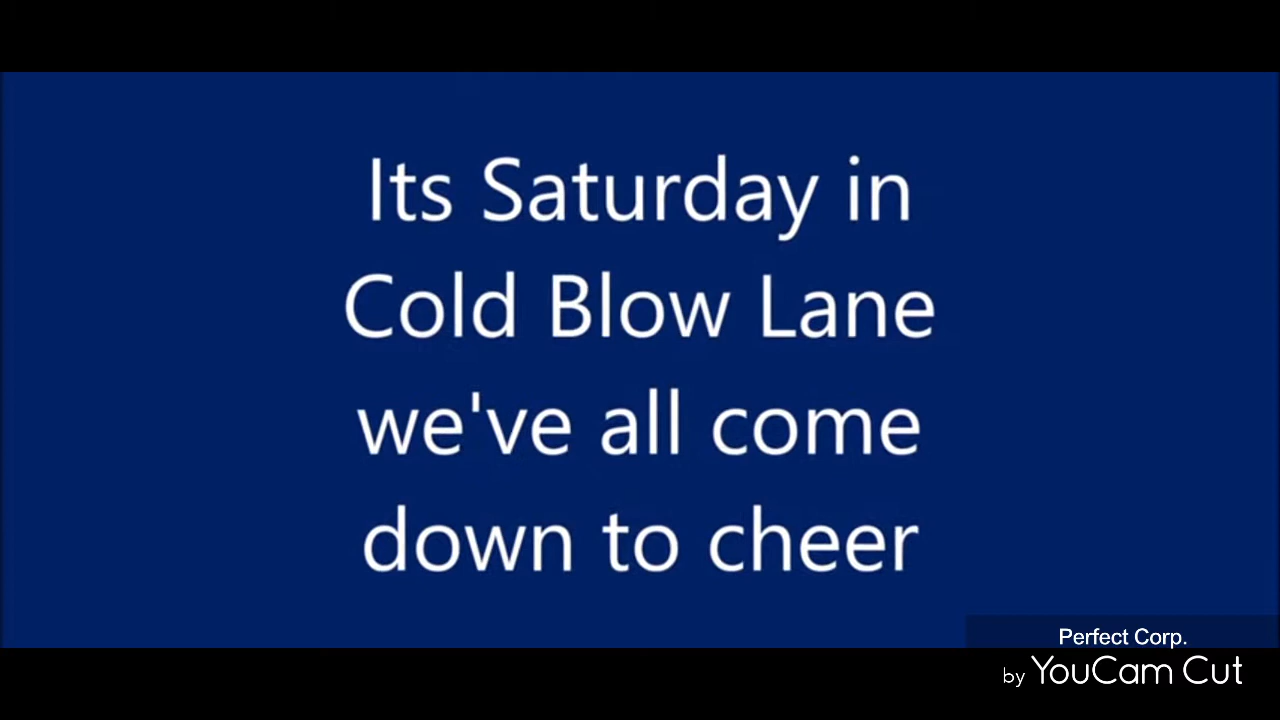 Its Saturday in
Cold Blow Lane
we've all come
down to cheer
Perfect Corp.
by YouCam Cut